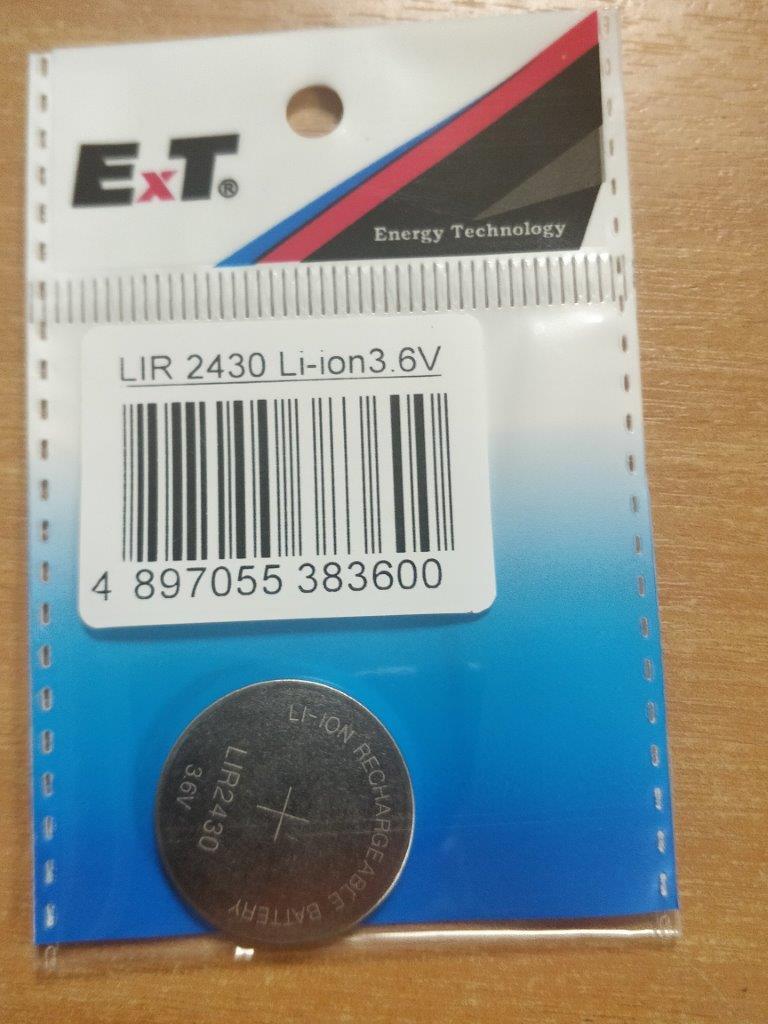 ExT®
Energy Technology
LIR 2430 Li-ion3.6V
4 897055 383600
LI-ION RECHARGEABLE BATTERY
LIR2430
3.6V
+